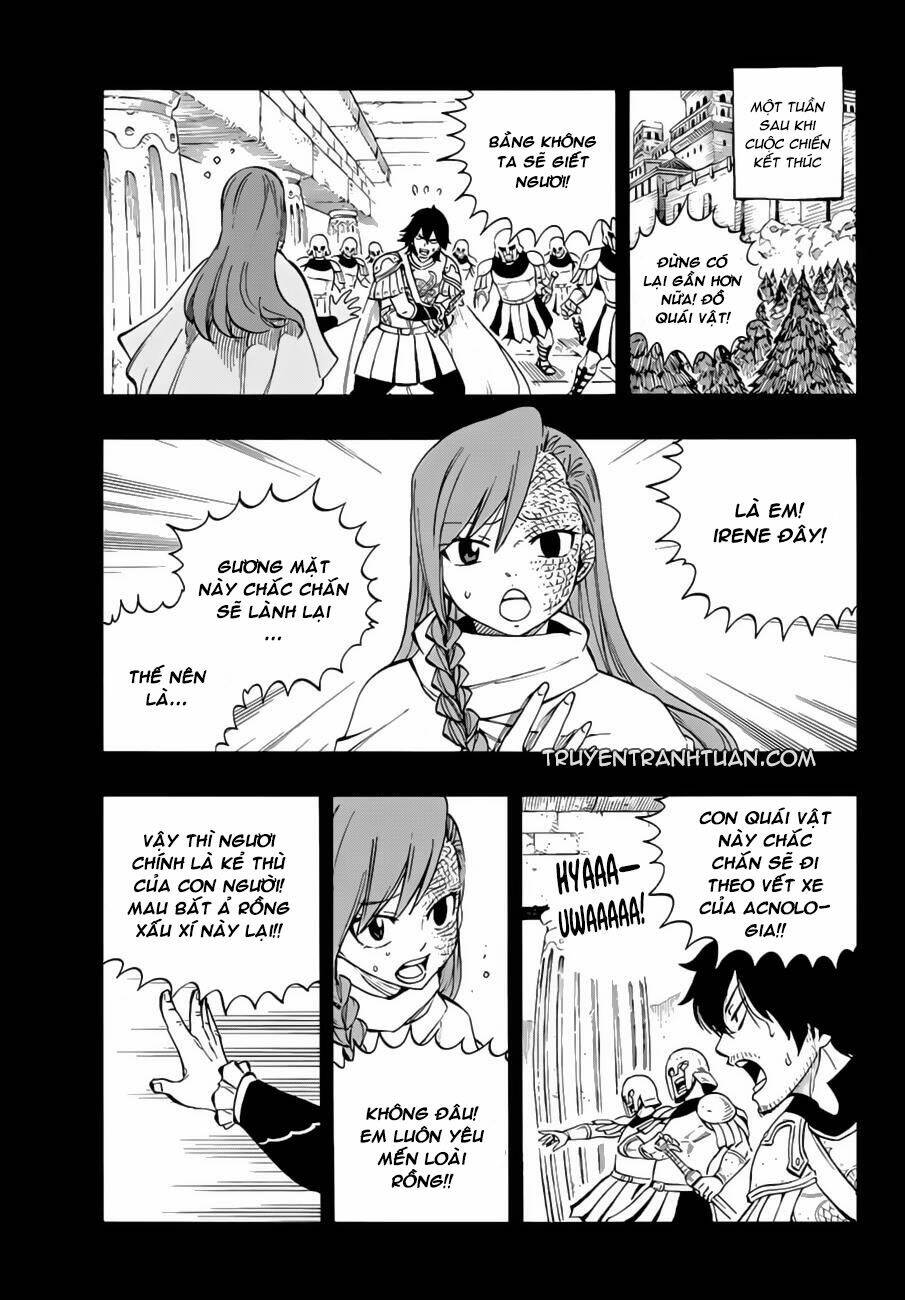 MỘT TUẦN
SAU KHI
CUỘC CHIẾN
KẾT THÚC
ĐỪNG CÓ
LẠI GẦN HƠN
NỮA! ĐỒ
QUÁI VẬT!
BẰNG KHÔNG
TA SẼ GIẾT
NGƯƠI!
LÀ EM!
IRENE ĐÂY!
GƯƠNG MẶT
NÀY CHẮC CHẮN
SẼ LÀNH LẠI
...
THẾ NÊN
LÀ...
TRUYENTRANHTUAN.COM
CON QUÁI VẬT
NÀY CHẮC
CHẮN SẼ ĐI
THEO VẾT XE
CỦA ACNOLO-
GIA!!
HYAAA-
UWAAAAA!
KHÔNG ĐÂU!
EM LUÔN YÊU
MẾN LOÀI
RỒNG!!
VẬY THÌ NGƯƠI
CHÍNH LÀ KẺ THÙ
CỦA CON NGƯỜI!
MAU BẮT Ả RỒNG
XẤU XÍ NÀY LẠI!!